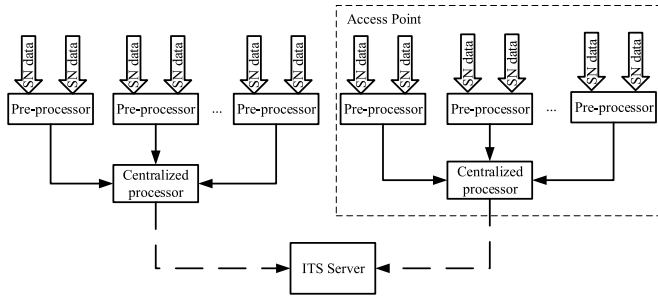 Access Point
SN data SN data SN data SN data SN data SN data SN data SN data SN data SN data SN data SN data
Pre-processor Pre-processor ... Pre-processor Pre-processor Pre-processor ... Pre-processor
Centralized
processor
Centralized
processor
ITS Server